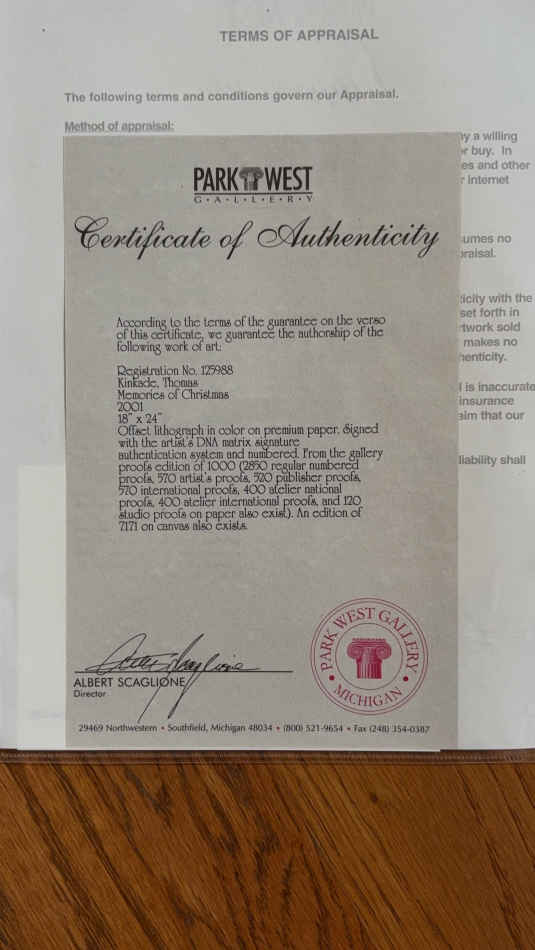 TERMS OF APPRAISAL
The following terms and conditions govern our Appraisal.
Method of appraisal:
by a willing
or buy. In
es and other
r internet
umes no
praisal.
ticity with the
set forth in
rtwork sold
makes no
henticity.
l is inaccurate
insurance
aim that our
liability shall
PARK WEST
G•A•L•L•E•R•Y
Certificate of Authenticity
According to the terms of the guarantee on the verso
of this certificate, we guarantee the authorship of the
following work of art:
Registration No. 125988
Kinkade, Thomas
Memories of Christmas
2001
18" x 24"
Offset lithograph in color on premium paper. Signed
with the artist's DNA matrix signature
authentication system and numbered. From the gallery
proofs edition of 1000 (2850 regular numbered
proofs, 570 artist's proofs, 520 publisher proofs,
570 international proofs, 400 atelier national
proofs, 400 atelier international proofs, and 120
studio proofs on paper also exist). An edition of
7171 on canvas also exists.
ALBERT SCAGLIONE
Director
PARK WEST GALLERY
• MICHIGAN •
29469 Northwestern • Southfield, Michigan 48034 • (800) 521-9654 • Fax (248) 354-0387